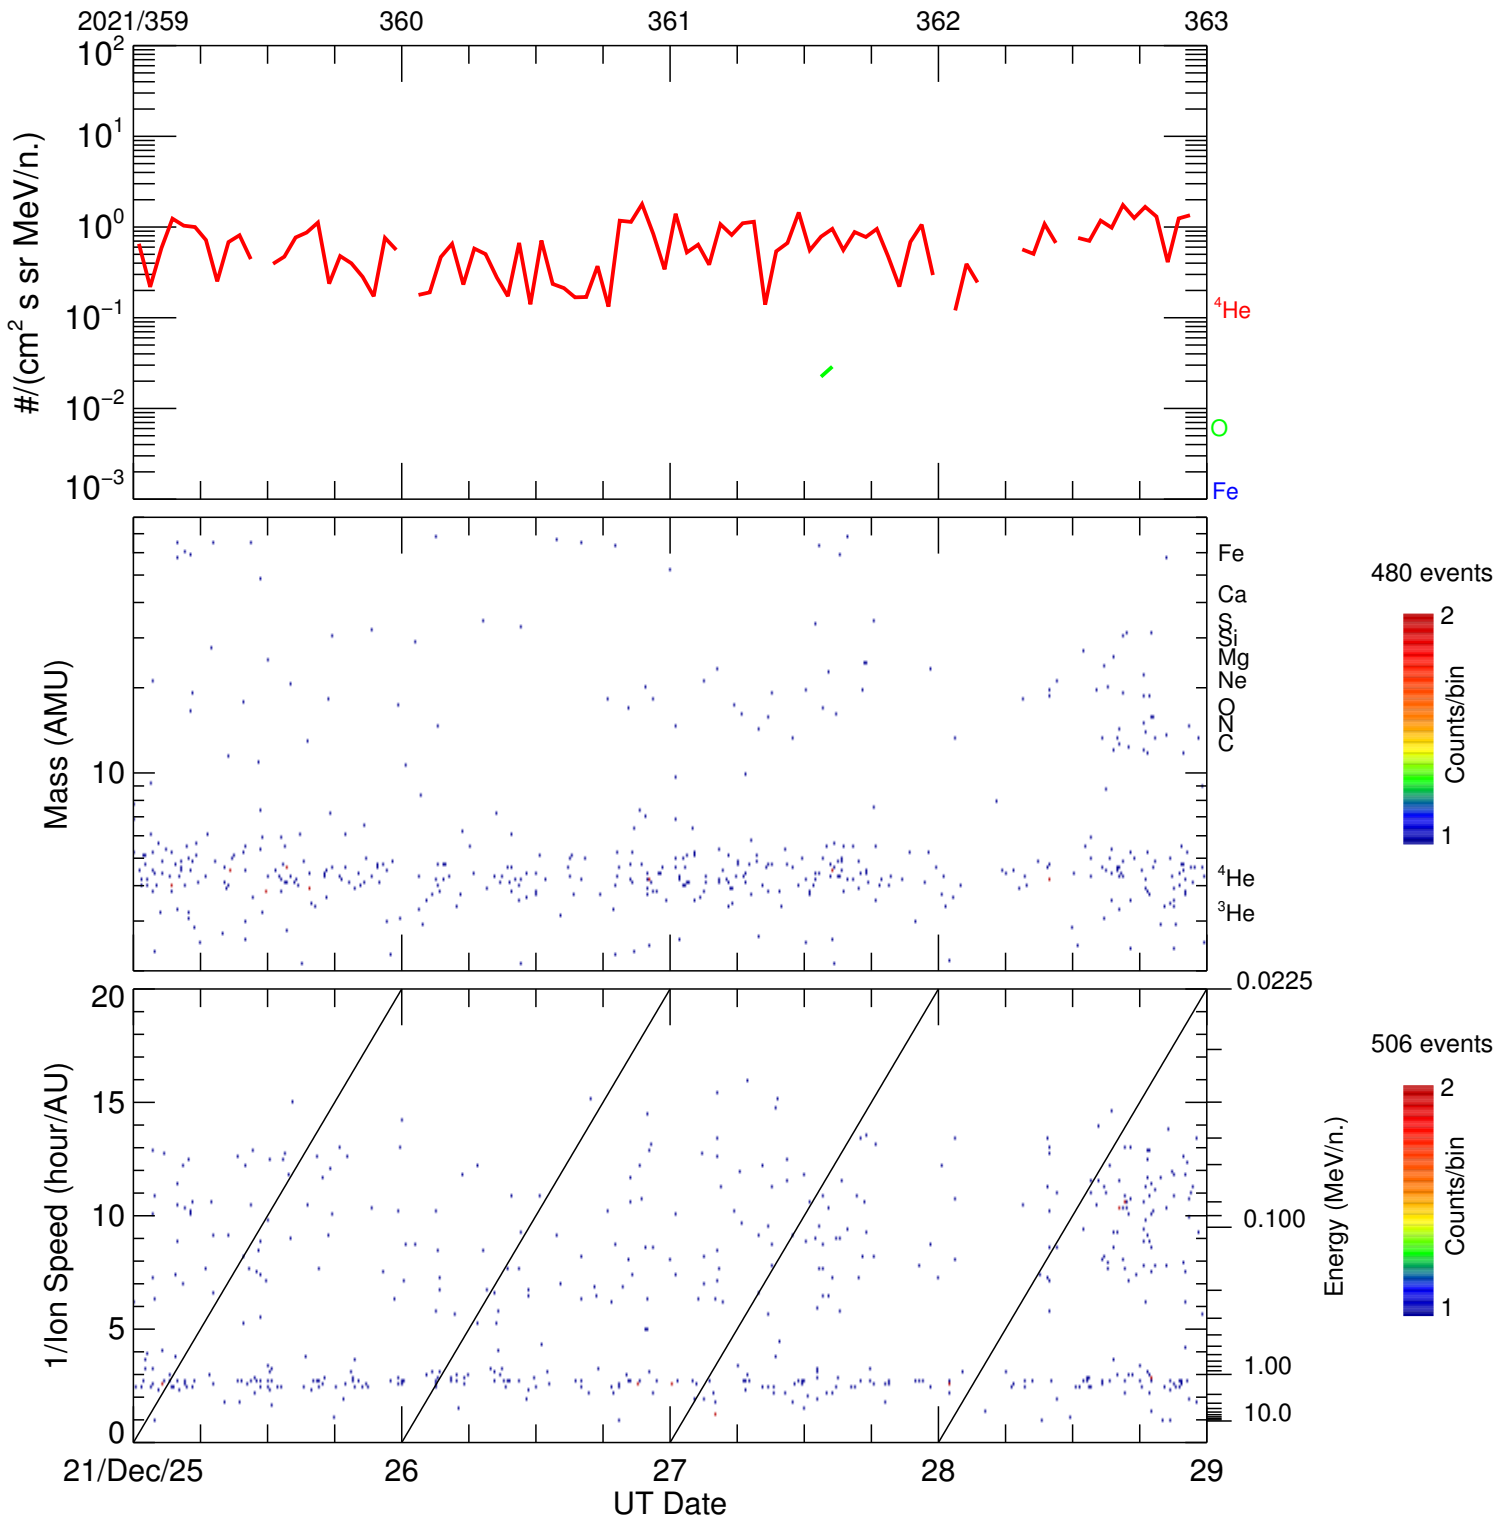 2021/359 360 361 362 363
10²
10¹
10⁰
10⁻¹
10⁻²
10⁻³
#/(cm² s sr MeV/n.)
⁴He
O
Fe
Mass (AMU)
10
Fe
Ca
S
Si
Mg
Ne
O
N
C
⁴He
³He
480 events
2
Counts/bin
1
1/Ion Speed (hour/AU)
20
15
10
5
0
0.0225
0.100
1.00
10.0
Energy (MeV/n.)
506 events
2
Counts/bin
1
21/Dec/25 26 27 28 29
UT Date